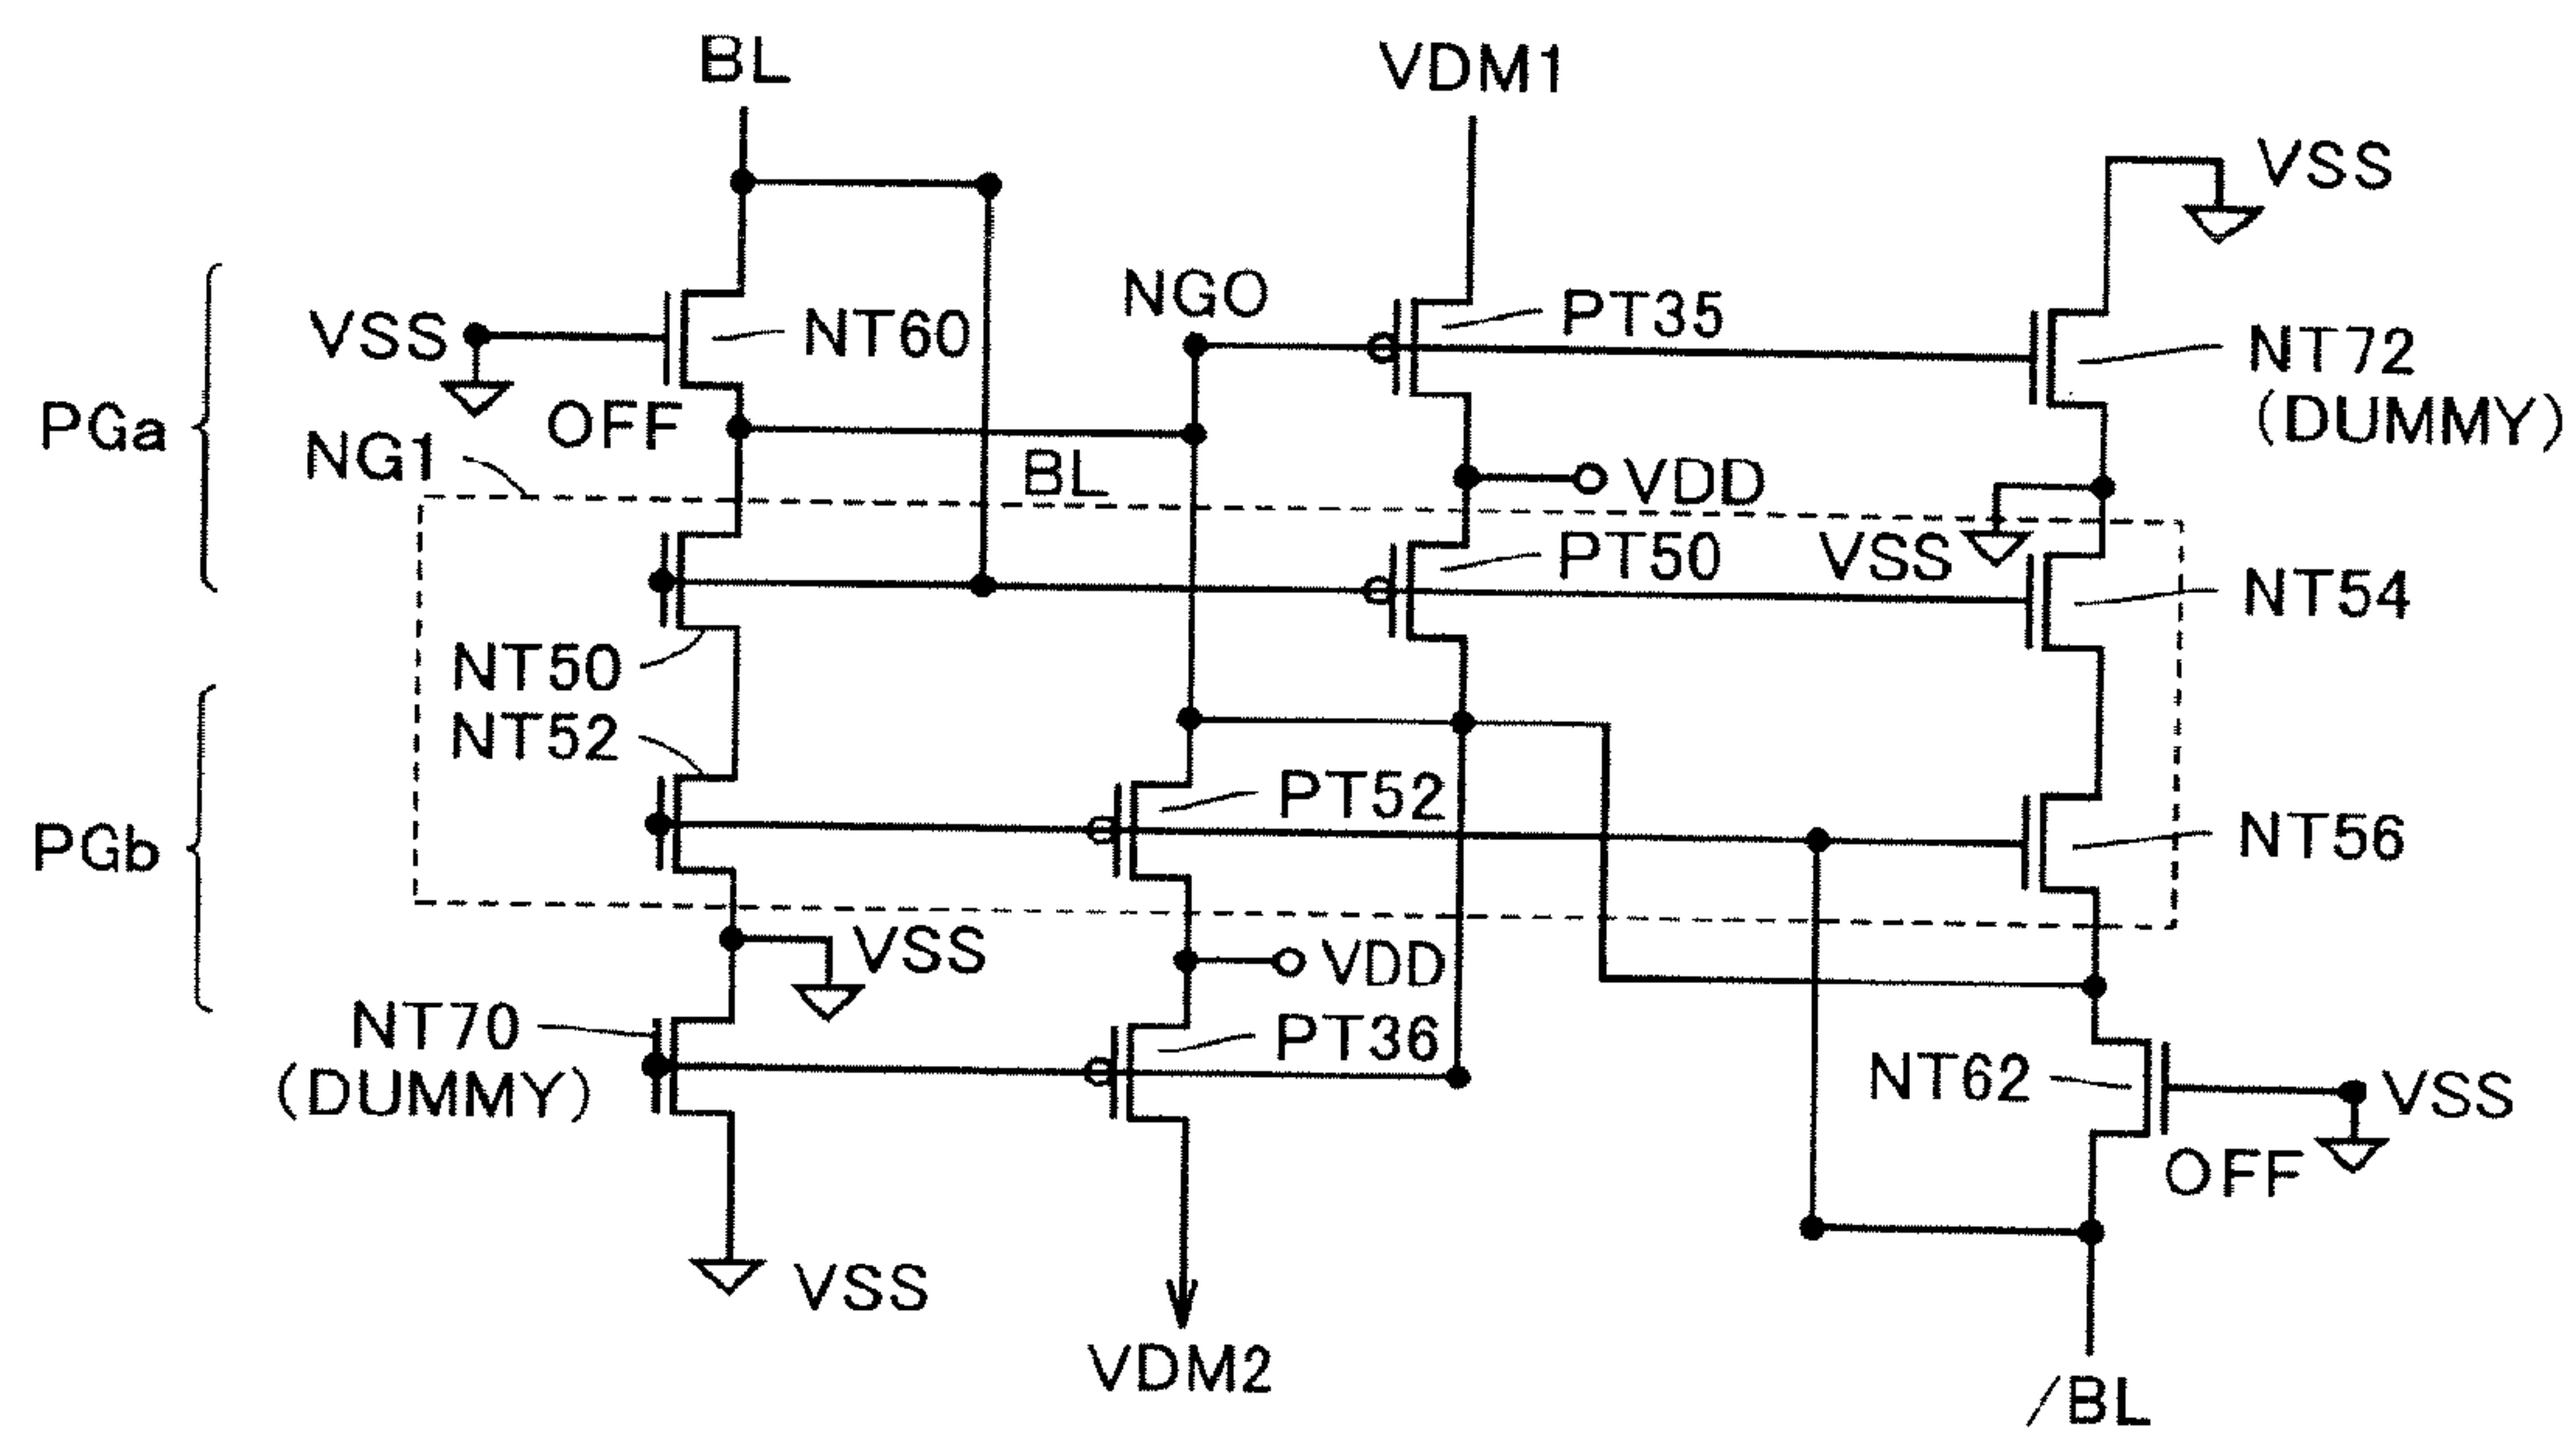 BL
VDM1
VSS
VSS
NT60
NGO
PT35
NT72
(DUMMY)
PGa
OFF
NG1
BL
VDD
PT50
VSS
NT54
NT50
NT52
PGb
PT52
NT56
VSS
VDD
NT70
(DUMMY)
PT36
NT62
VSS
OFF
VSS
VDM2
/BL